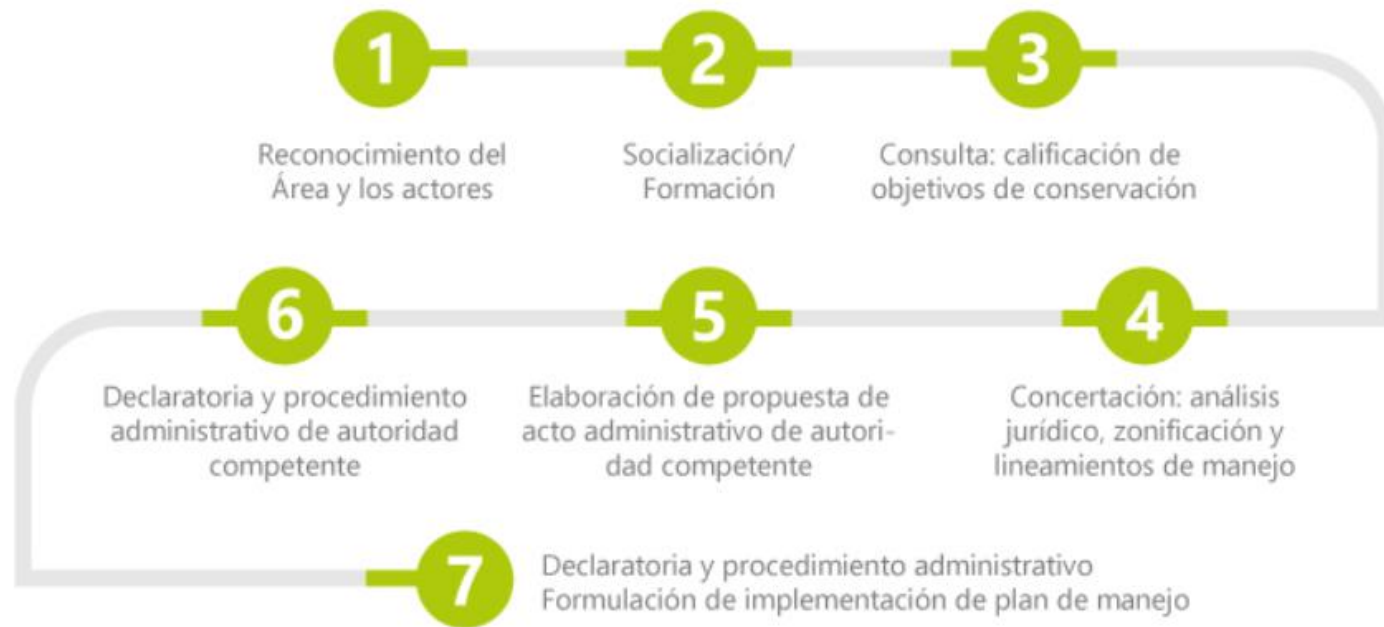 1
Reconocimiento del
Área y los actores
2
Socialización/
Formación
3
Consulta: calificación de
objetivos de conservación
4
Concertación: análisis
jurídico, zonificación y
lineamientos de manejo
5
Elaboración de propuesta de
acto administrativo de autori-
dad competente
6
Declaratoria y procedimiento
administrativo de autoridad
competente
7
Declaratoria y procedimiento administrativo
Formulación de implementación de plan de manejo